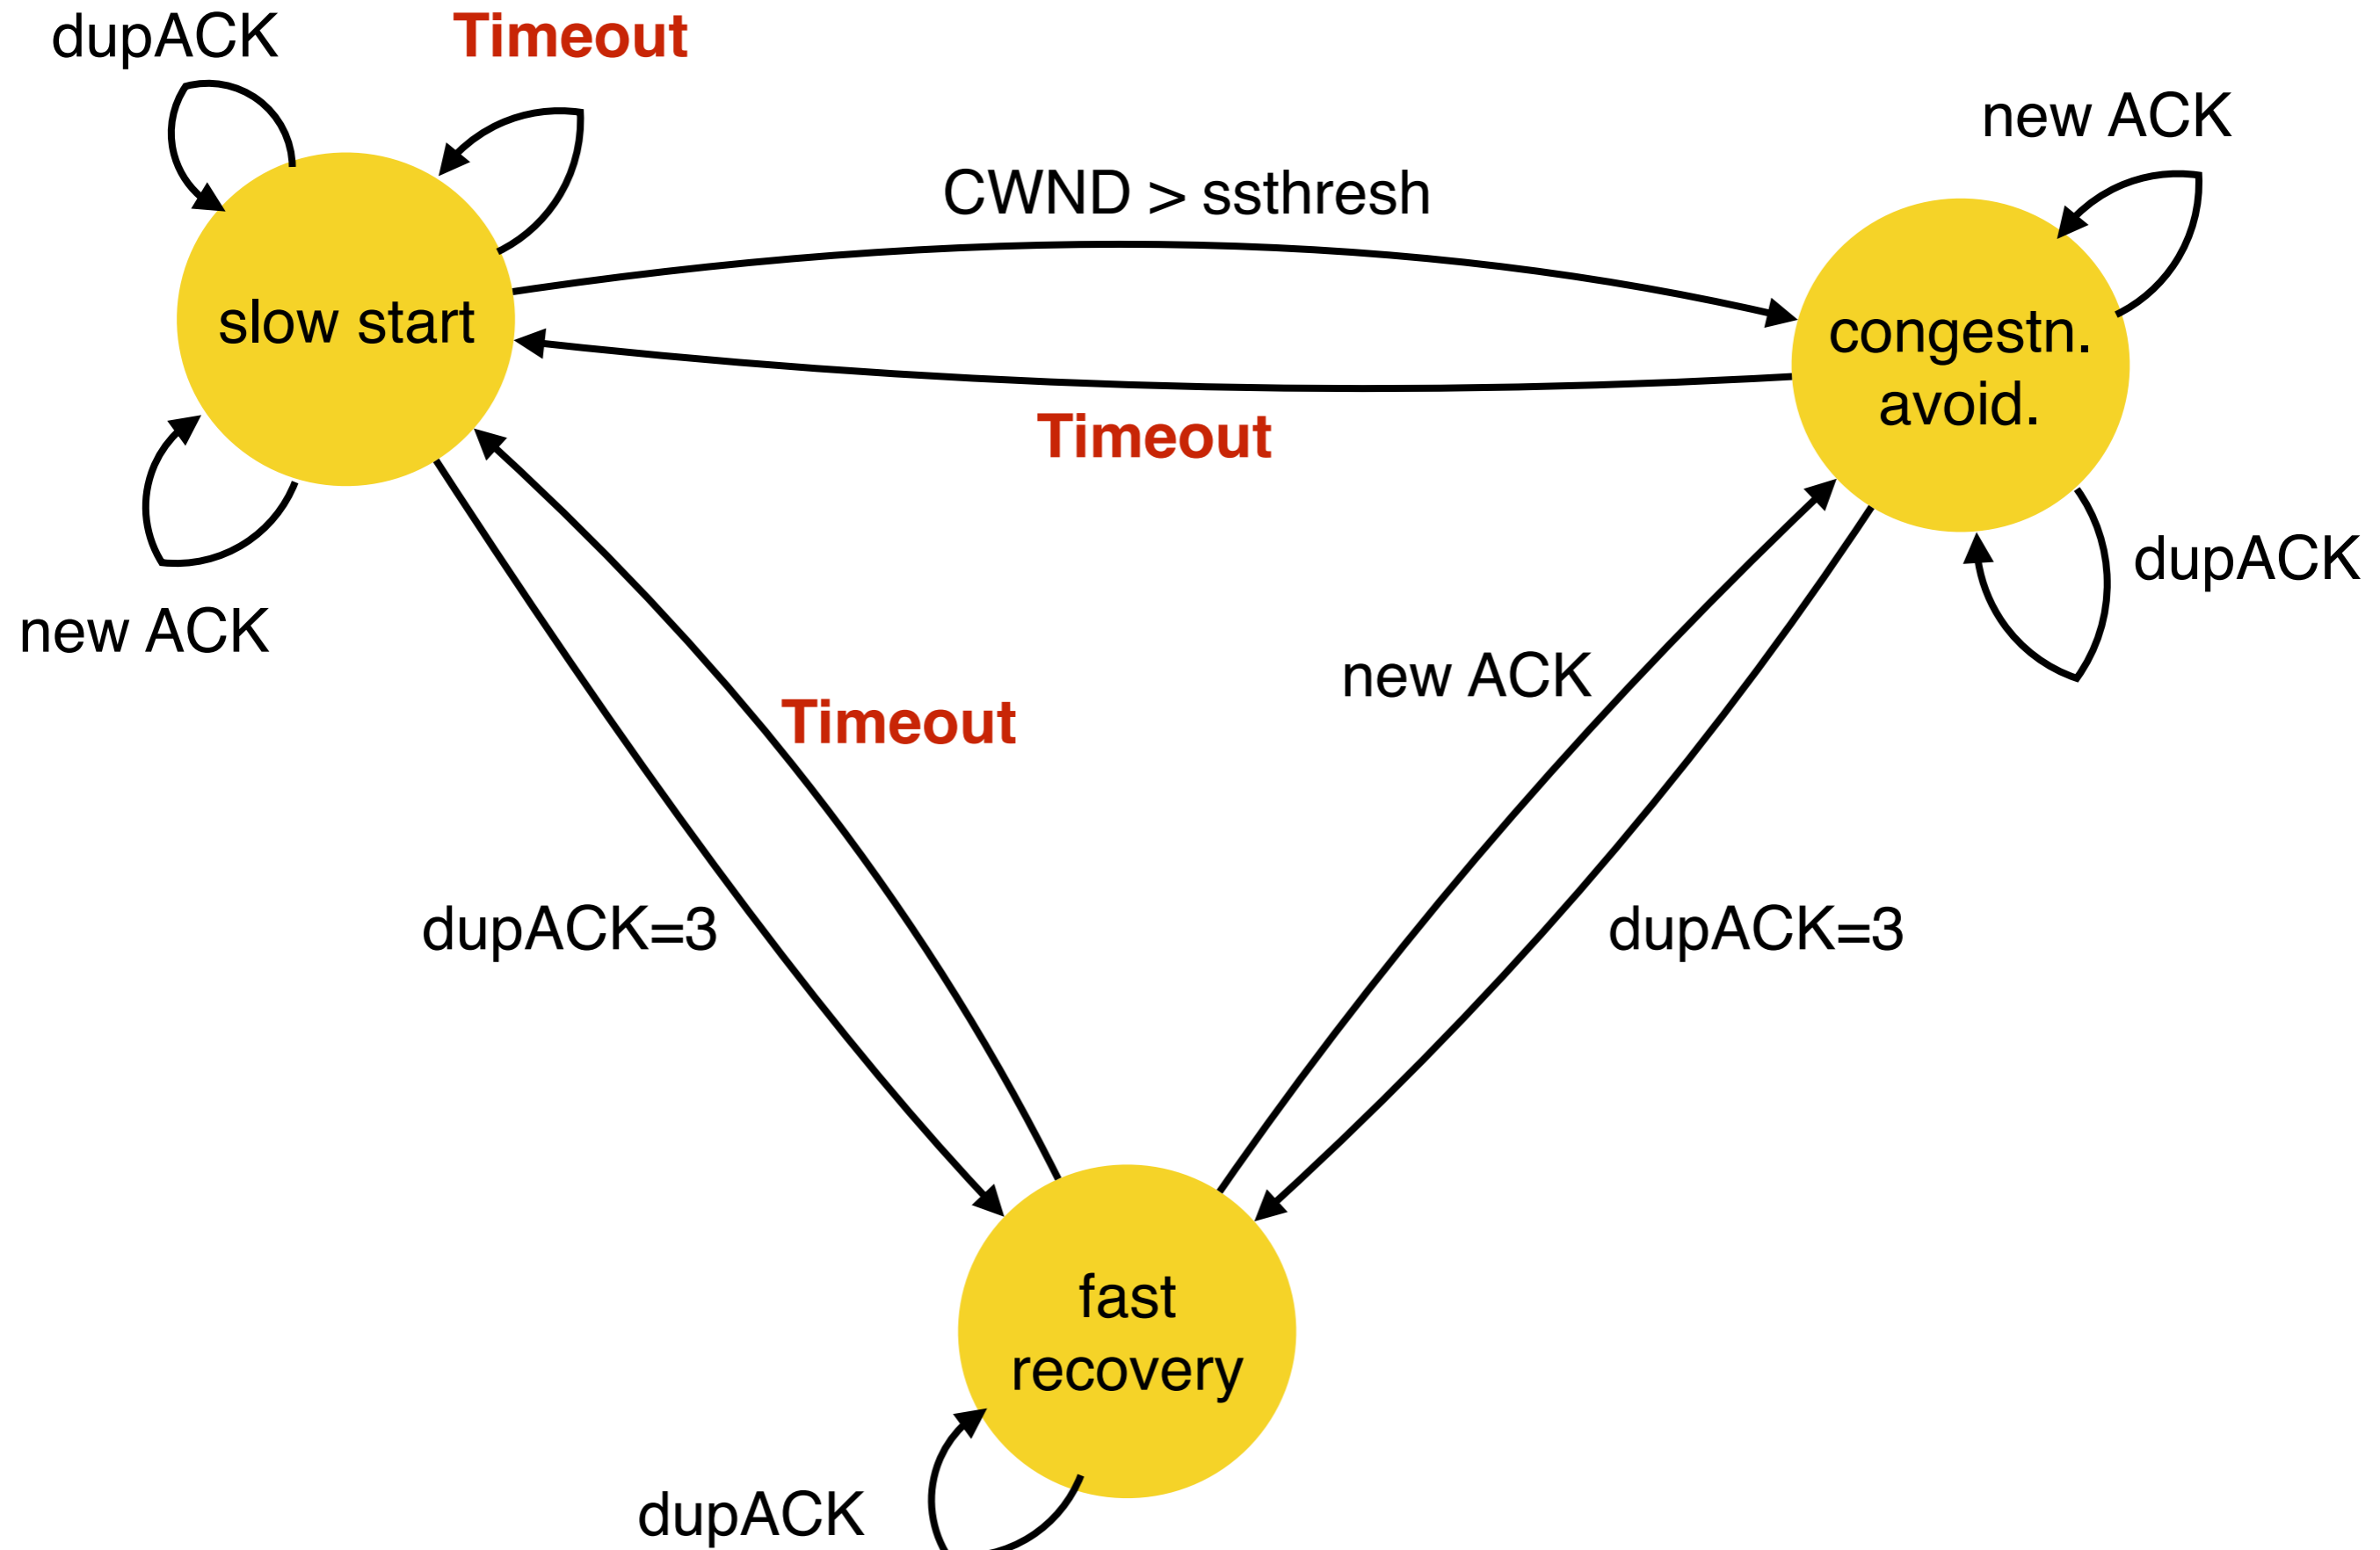 dupACK
Timeout
new ACK
CWND > ssthresh
slow start
congestn.
avoid.
Timeout
dupACK
new ACK
new ACK
Timeout
dupACK=3
dupACK=3
fast
recovery
dupACK